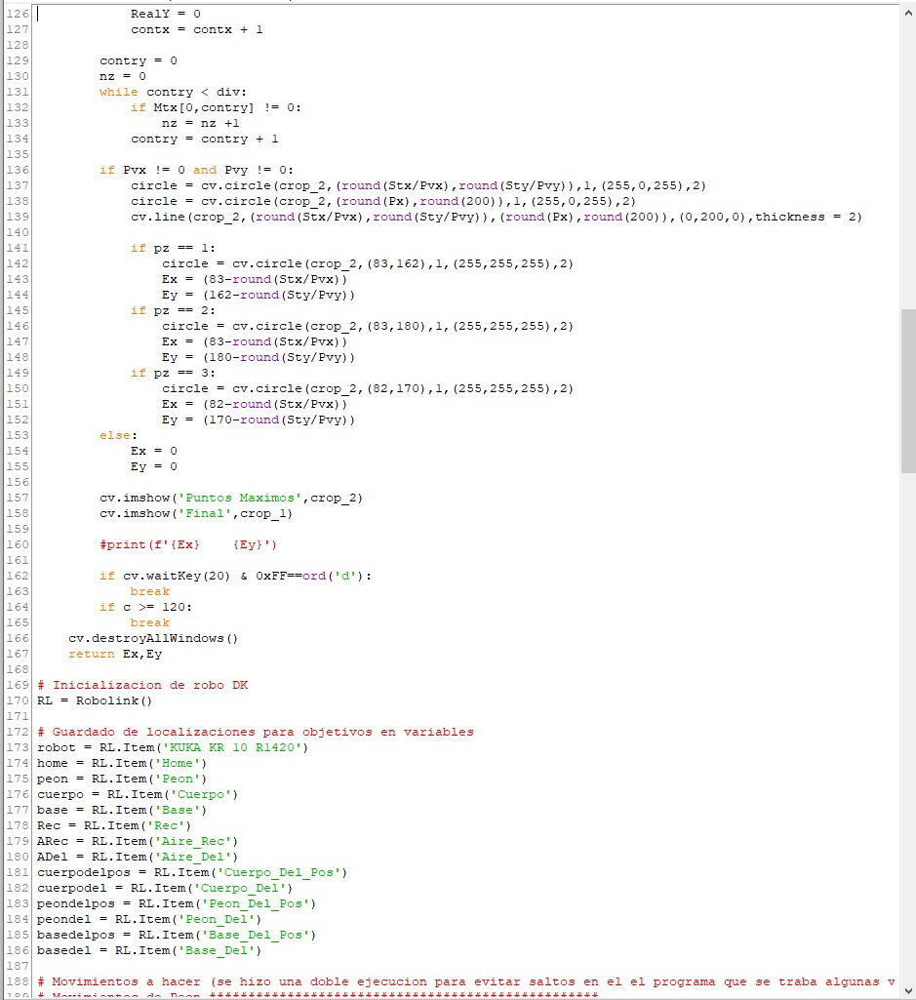 126 RealY = 0
127 contx = contx + 1
128
129 contry = 0
130 nz = 0
131 while contry < div:
132 if Mtx[0,contry] != 0:
133 nz = nz +1
134 contry = contry + 1
135
136 if Pvx != 0 and Pvy != 0:
137 circle = cv.circle(crop_2,(round(Stx/Pvx),round(Sty/Pvy)),1,(255,0,255),2)
138 circle = cv.circle(crop_2,(round(Px),round(200)),1,(255,0,255),2)
139 cv.line(crop_2,(round(Stx/Pvx),round(Sty/Pvy)),(round(Px),round(200)),(0,200,0),thickness = 2)
140
141 if pz == 1:
142 circle = cv.circle(crop_2,(83,162),1,(255,255,255),2)
143 Ex = (83-round(Stx/Pvx))
144 Ey = (162-round(Sty/Pvy))
145 if pz == 2:
146 circle = cv.circle(crop_2,(83,180),1,(255,255,255),2)
147 Ex = (83-round(Stx/Pvx))
148 Ey = (180-round(Sty/Pvy))
149 if pz == 3:
150 circle = cv.circle(crop_2,(82,170),1,(255,255,255),2)
151 Ex = (82-round(Stx/Pvx))
152 Ey = (170-round(Sty/Pvy))
153 else:
154 Ex = 0
155 Ey = 0
156
157 cv.imshow('Puntos Maximos',crop_2)
158 cv.imshow('Final',crop_1)
159
160 #print(f'{Ex}    {Ey}')
161
162 if cv.waitKey(20) & 0xFF==ord('d'):
163 break
164 if c >= 120:
165 break
166 cv.destroyAllWindows()
167 return Ex,Ey
168
169 # Inicializacion de robo DK
170 RL = Robolink()
171
172 # Guardado de localizaciones para objetivos en variables
173 robot = RL.Item('KUKA KR 10 R1420')
174 home = RL.Item('Home')
175 peon = RL.Item('Peon')
176 cuerpo = RL.Item('Cuerpo')
177 base = RL.Item('Base')
178 Rec = RL.Item('Rec')
179 ARec = RL.Item('Aire_Rec')
180 ADel = RL.Item('Aire_Del')
181 cuerpodelpos = RL.Item('Cuerpo_Del_Pos')
182 cuerpodel = RL.Item('Cuerpo_Del')
183 peondelpos = RL.Item('Peon_Del_Pos')
184 peondel = RL.Item('Peon_Del')
185 basedelpos = RL.Item('Base_Del_Pos')
186 basedel = RL.Item('Base_Del')
187
188 # Movimientos a hacer (se hizo una doble ejecucion para evitar saltos en el el programa que se traba algunas v
189 # Movimientos de Peon ##################################################